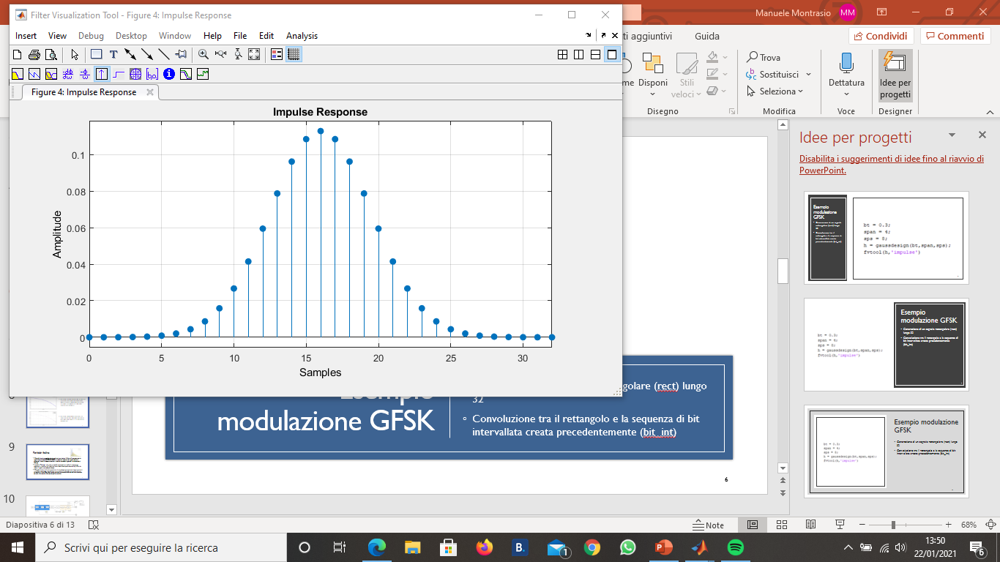 Filter Visualization Tool - Figure 4: Impulse Response
Manuele Montrasio MM
Insert View Debug Desktop Window Help File Edit Analysis
ti aggiuntivi Guida
Condividi Commenti
Figure 4: Impulse Response
Impulse Response
Amplitude
0.1
0.08
0.06
0.04
0.02
0
0 5 10 15 20 25 30
Samples
me Disponi Stili veloci
Disegno
Trova
Sostituisci
Seleziona
Modifica
Dettatura
Voce
Idee per progetti
Designer
Idee per progetti
Disabilita i suggerimenti di idee fino al riavvio di
PowerPoint.
Esempio
modulazione
GFSK
bt = 0.3;
span = 4;
sps = 8;
h = gaussdesign(bt,span,sps);
fvtool(h,'impulse')
Esempio
modulazione GFSK
bt = 0.3;
span = 4;
sps = 8;
h = gaussdesign(bt,span,sps);
fvtool(h,'impulse')
Esempio modulazione
GFSK
bt = 0.3;
span = 4;
sps = 8;
h = gaussdesign(bt,span,sps);
fvtool(h,'impulse')
golare (rect) lungo
32
modulazione GFSK
Convoluzione tra il rettangolo e la sequenza di bit
intervallata creata precedentemente (bit_int)
6
9
10
Diapositiva 6 di 13
Note
68%
Scrivi qui per eseguire la ricerca
B.
1
13:50
22/01/2021
6